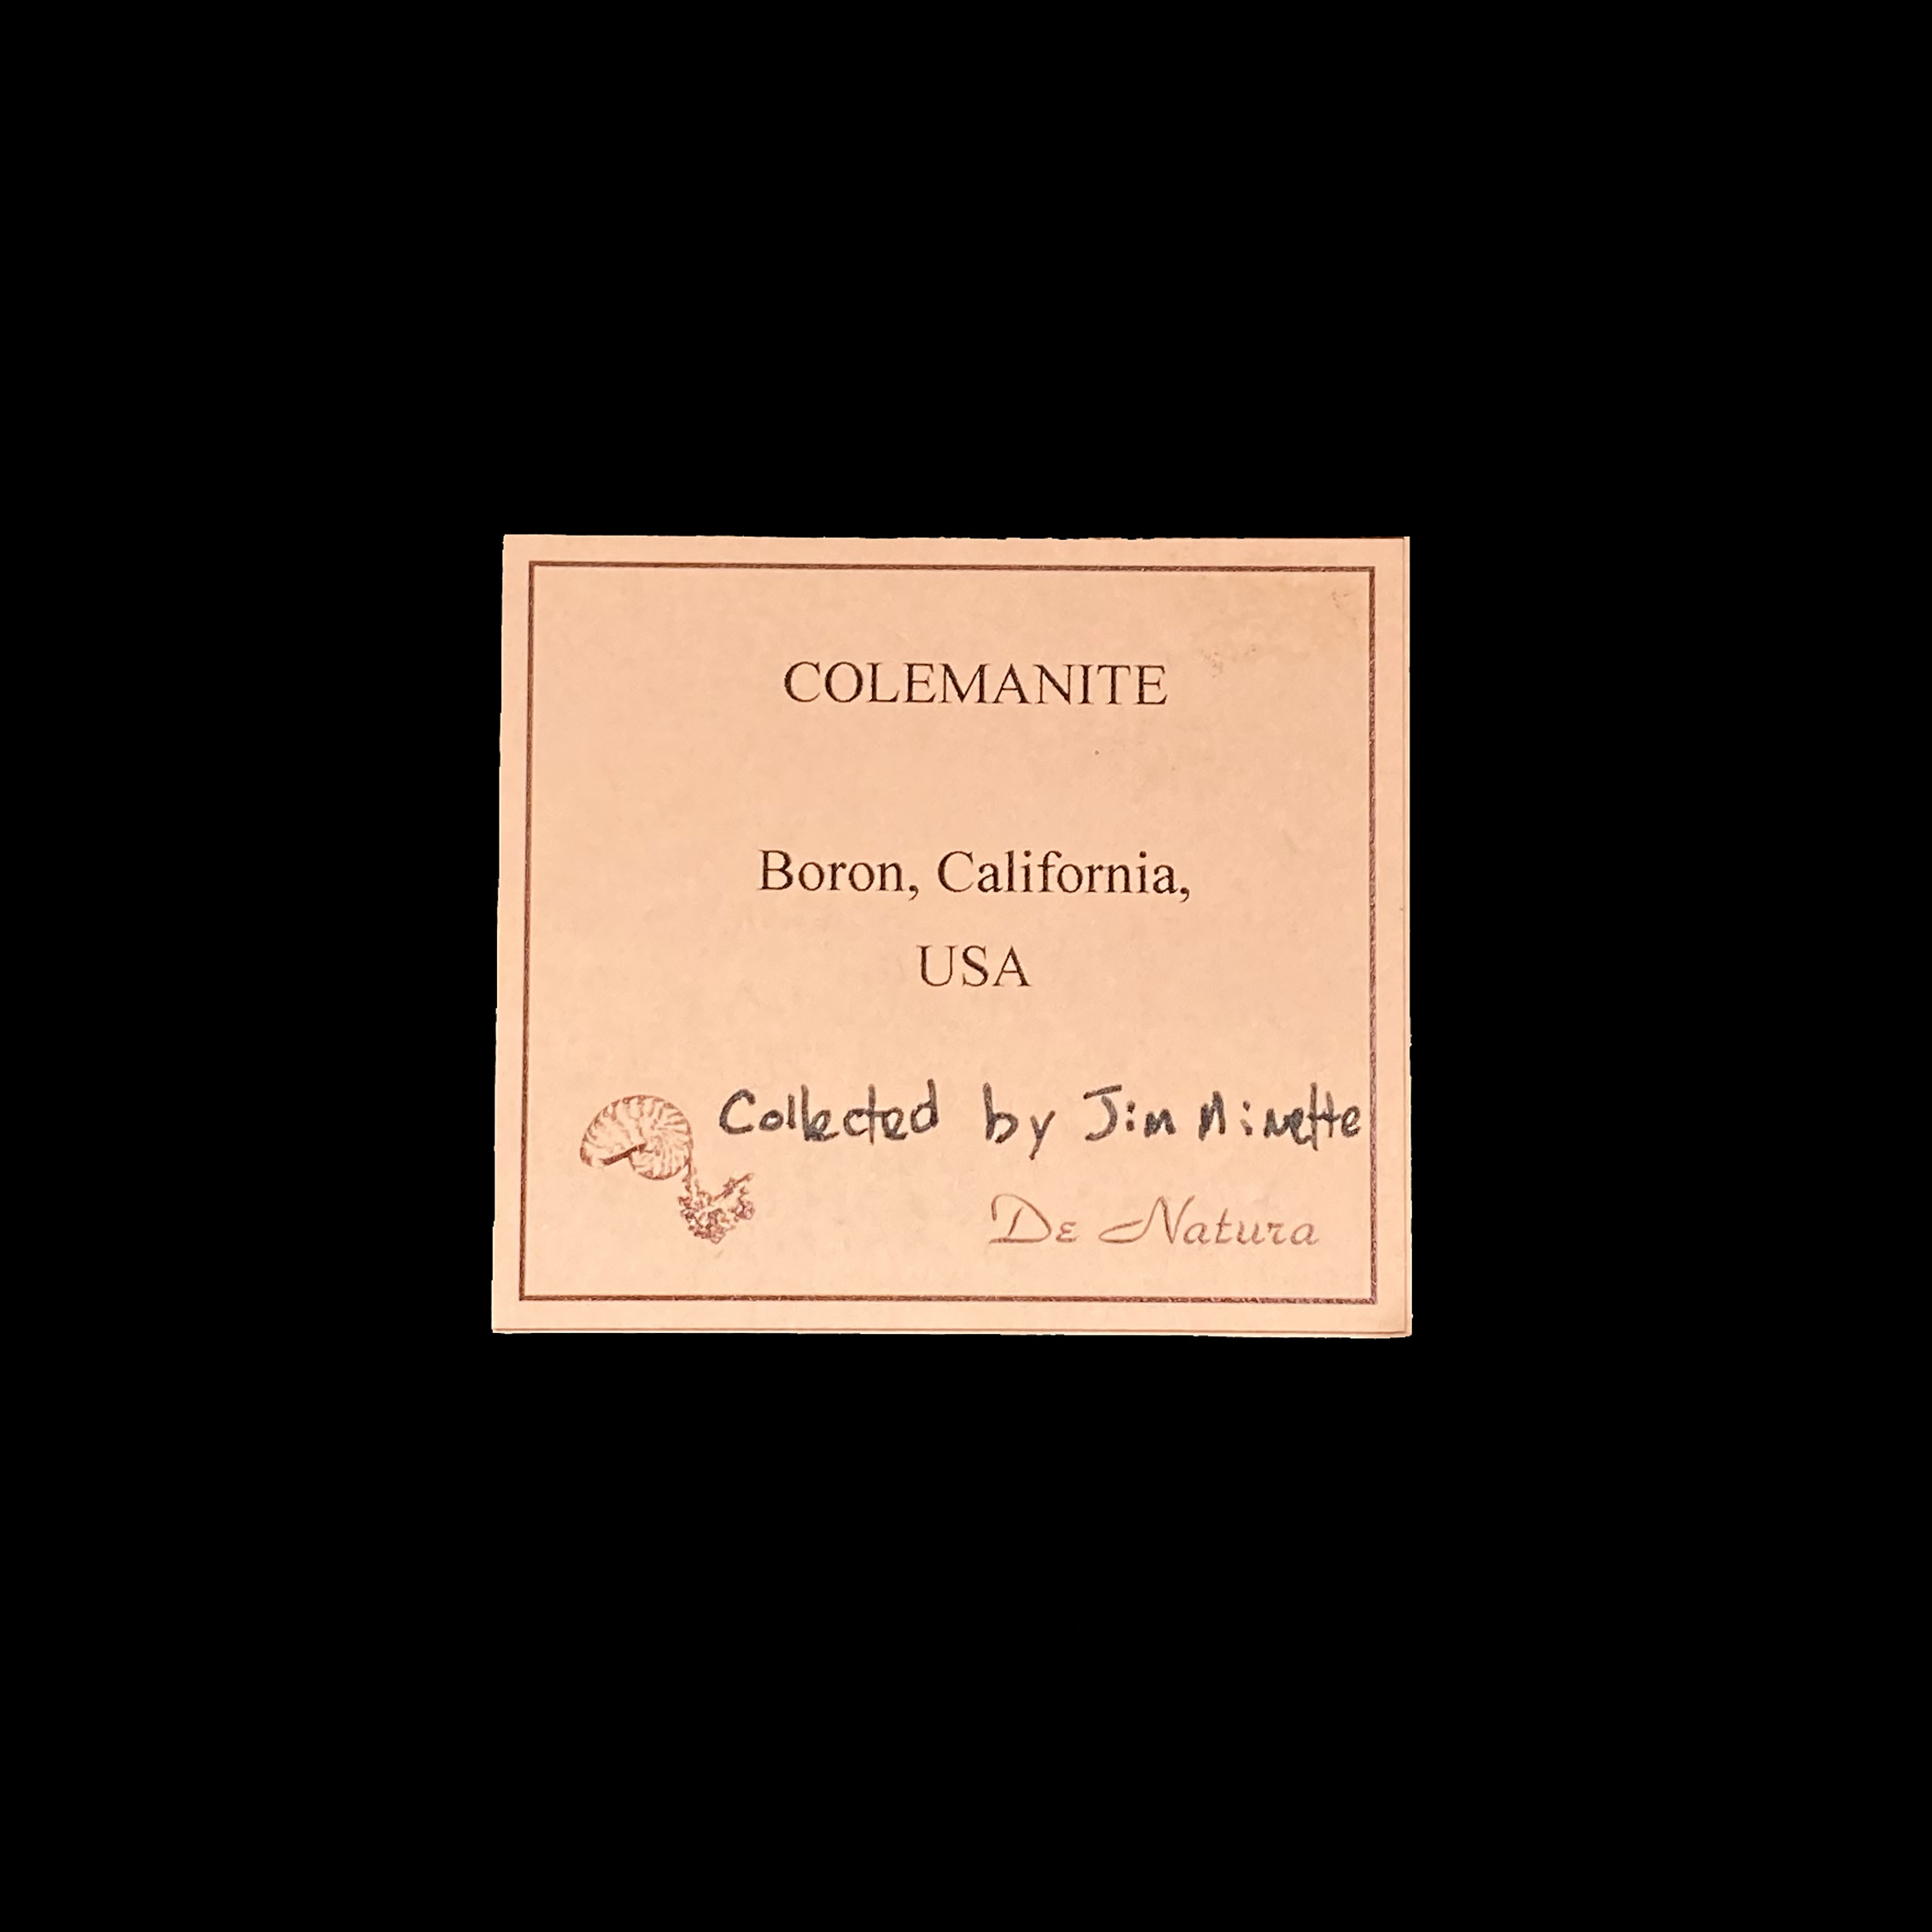 COLEMANITE
Boron, California,
USA
Collected by Jim Minette
De Natura